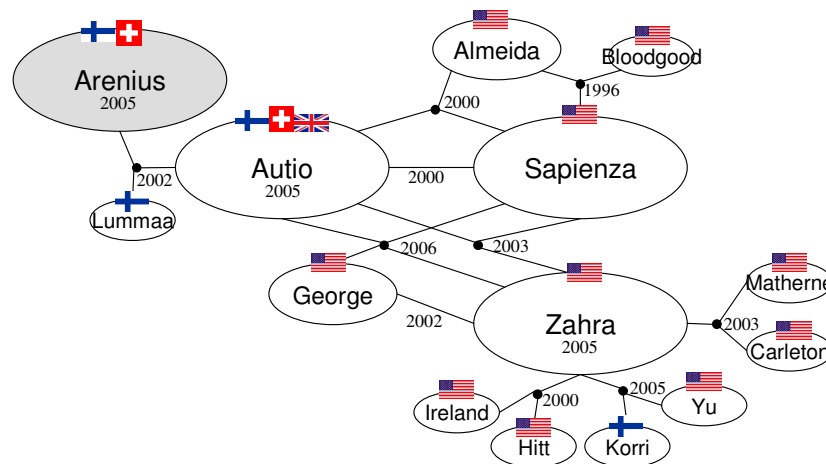 Almeida
Bloodgood
Arenius
2005
1996
2000
Autio
2005
Sapienza
2002
2000
Lummaa
2006
2003
George
Matherne
2002
Zahra
2005
2003
Carleton
2005
Ireland
2000
Yu
Hitt
Korri